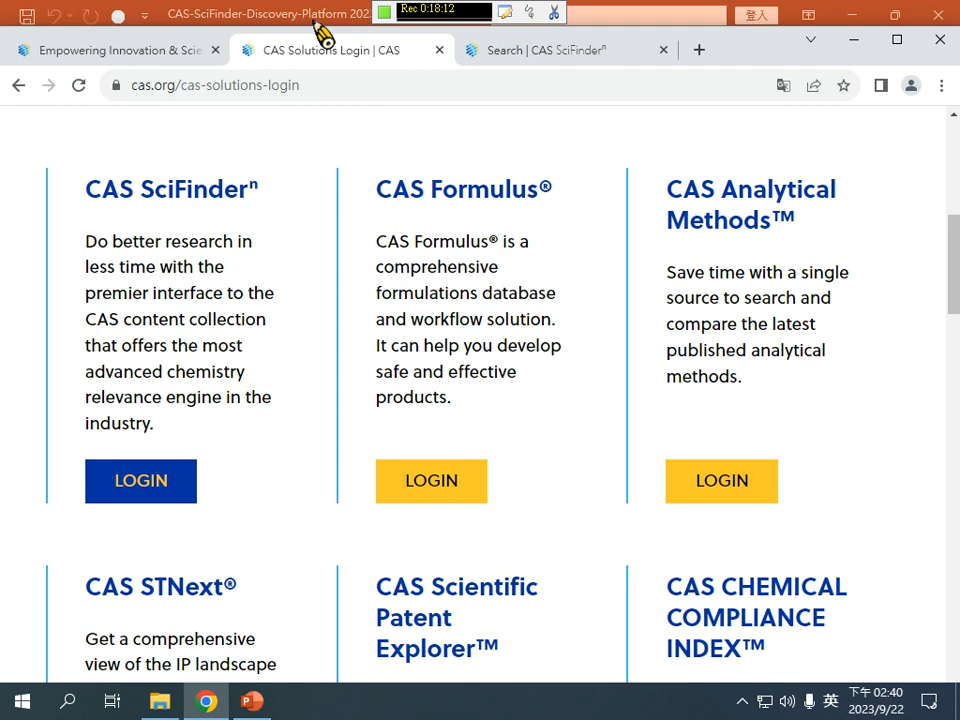 CAS-SciFinder-Discovery-Platform 202
Rec 0:18:12
登入
Empowering Innovation & Scie
CAS Solutions Login | CAS
Search | CAS SciFinderⁿ
cas.org/cas-solutions-login
CAS SciFinderⁿ
Do better research in
less time with the
premier interface to the
CAS content collection
that offers the most
advanced chemistry
relevance engine in the
industry.
LOGIN
CAS Formulus®
CAS Formulus® is a
comprehensive
formulations database
and workflow solution.
It can help you develop
safe and effective
products.
LOGIN
CAS Analytical
Methods™
Save time with a single
source to search and
compare the latest
published analytical
methods.
LOGIN
CAS STNext®
Get a comprehensive
view of the IP landscape
CAS Scientific
Patent
Explorer™
CAS CHEMICAL
COMPLIANCE
INDEX™
英
下午 02:40
2023/9/22